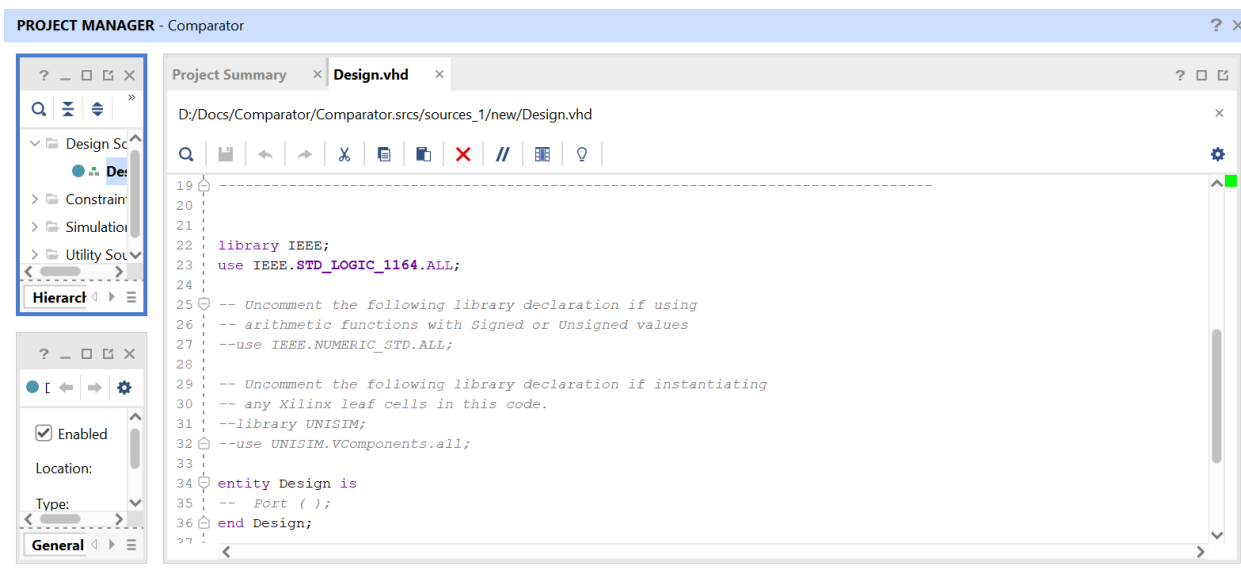 PROJECT MANAGER - Comparator
Design So
Des
Constraint
Simulation
Utility Sou
Hierarch
Enabled
Location:
Type:
General
Project Summary
Design.vhd
D:/Docs/Comparator/Comparator.srcs/sources_1/new/Design.vhd
19 ----------------------------------------------------------------------------------
20
21
22 library IEEE;
23 use IEEE.STD_LOGIC_1164.ALL;
24
25 -- Uncomment the following library declaration if using
26 -- arithmetic functions with Signed or Unsigned values
27 --use IEEE.NUMERIC_STD.ALL;
28
29 -- Uncomment the following library declaration if instantiating
30 -- any Xilinx leaf cells in this code.
31 --library UNISIM;
32 --use UNISIM.VComponents.all;
33
34 entity Design is
35 --  Port ( );
36 end Design;
37